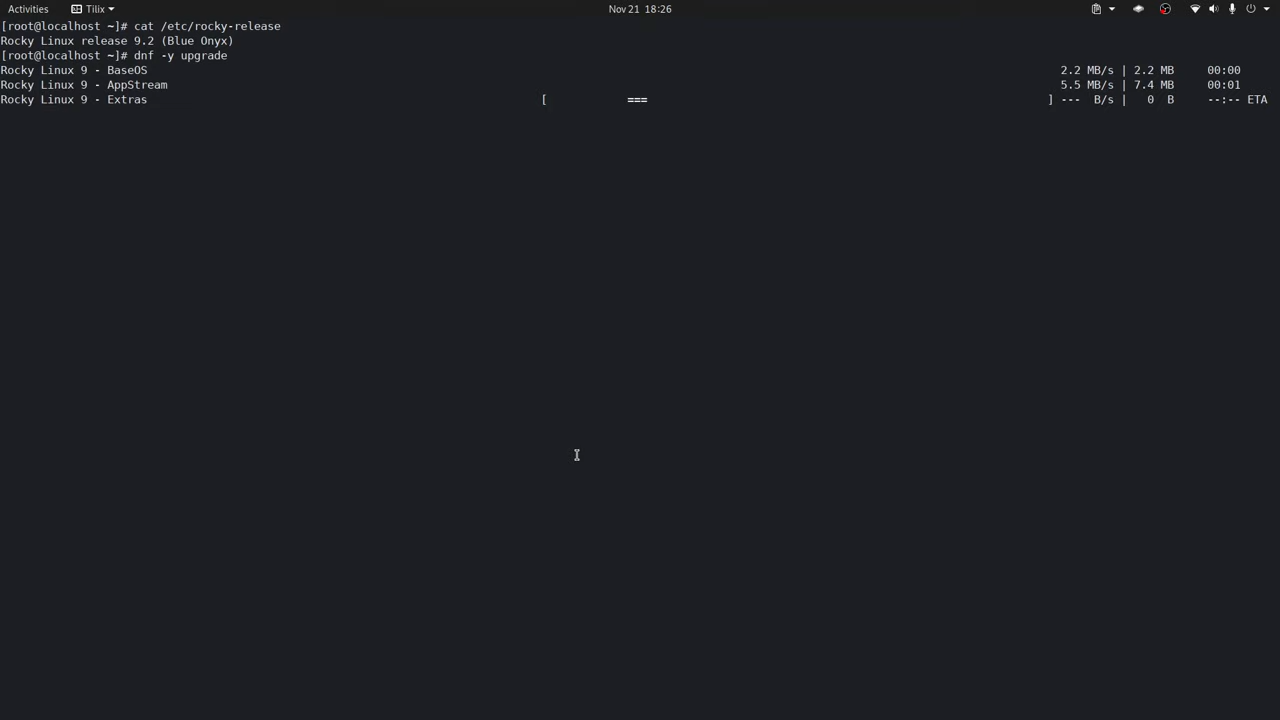 Activities Tilix Nov 21 18:26
[root@localhost ~]# cat /etc/rocky-release
Rocky Linux release 9.2 (Blue Onyx)
[root@localhost ~]# dnf -y upgrade
Rocky Linux 9 - BaseOS 2.2 MB/s | 2.2 MB 00:00
Rocky Linux 9 - AppStream 5.5 MB/s | 7.4 MB 00:01
Rocky Linux 9 - Extras [ === ] --- B/s | 0 B --:-- ETA